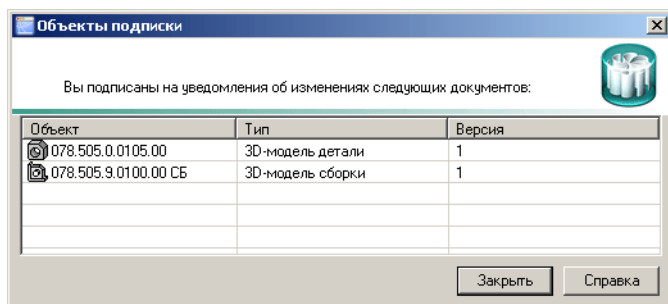 Объекты подписки
Вы подписаны на уведомления об изменениях следующих документов:
Объект Тип Версия
078.505.0.0105.00 3D-модель детали 1
078.505.9.0100.00 СБ 3D-модель сборки 1
Закрыть Справка